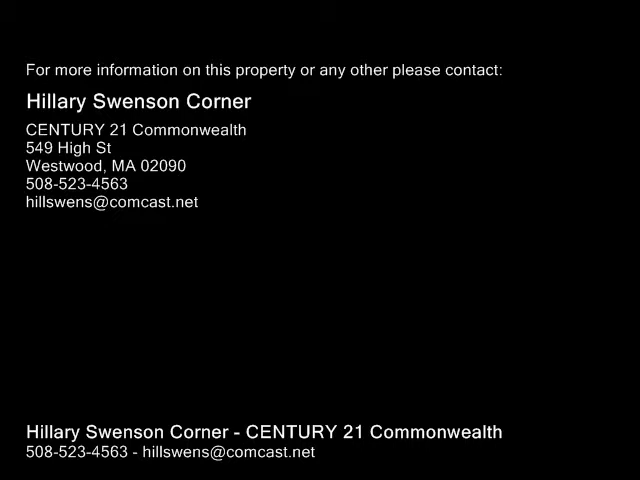 For more information on this property or any other please contact:
Hillary Swenson Corner
CENTURY 21 Commonwealth
549 High St
Westwood, MA 02090
508-523-4563
hillswens@comcast.net
Hillary Swenson Corner - CENTURY 21 Commonwealth
508-523-4563 - hillswens@comcast.net